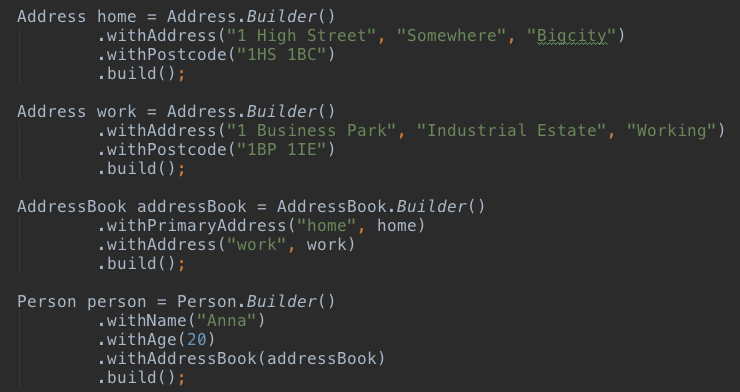 Address home = Address.Builder()
.withAddress("1 High Street", "Somewhere", "Bigcity")
.withPostcode("1HS 1BC")
.build();
Address work = Address.Builder()
.withAddress("1 Business Park", "Industrial Estate", "Working")
.withPostcode("1BP 1IE")
.build();
AddressBook addressBook = AddressBook.Builder()
.withPrimaryAddress("home", home)
.withAddress("work", work)
.build();
Person person = Person.Builder()
.withName("Anna")
.withAge(20)
.withAddressBook(addressBook)
.build();